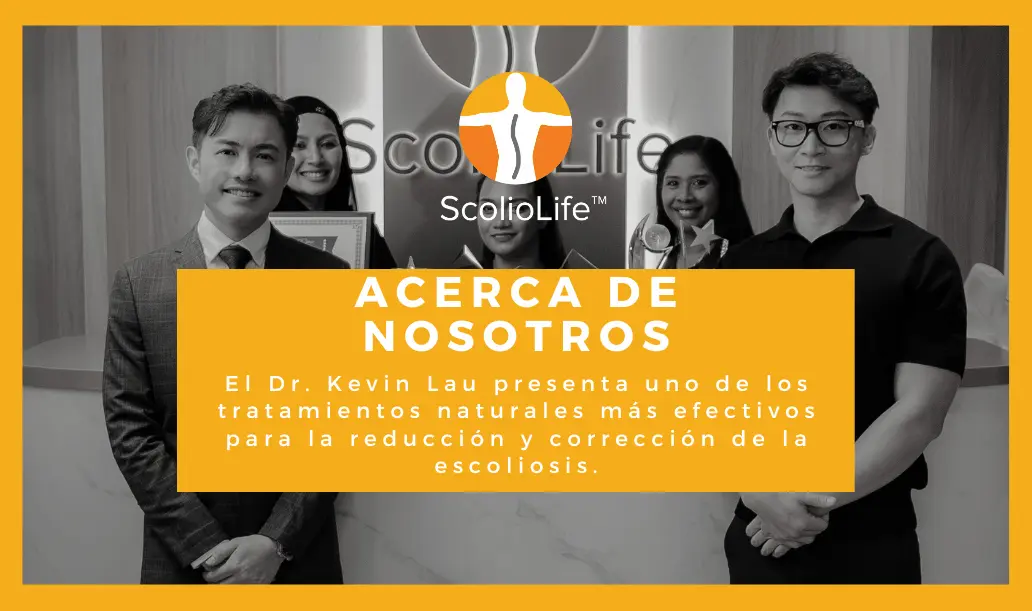 ScolioLife
ScolioLife™
ACERCA DE
NOSOTROS
El Dr. Kevin Lau presenta uno de los
tratamientos naturales más efectivos
para la reducción y corrección de la
escoliosis.